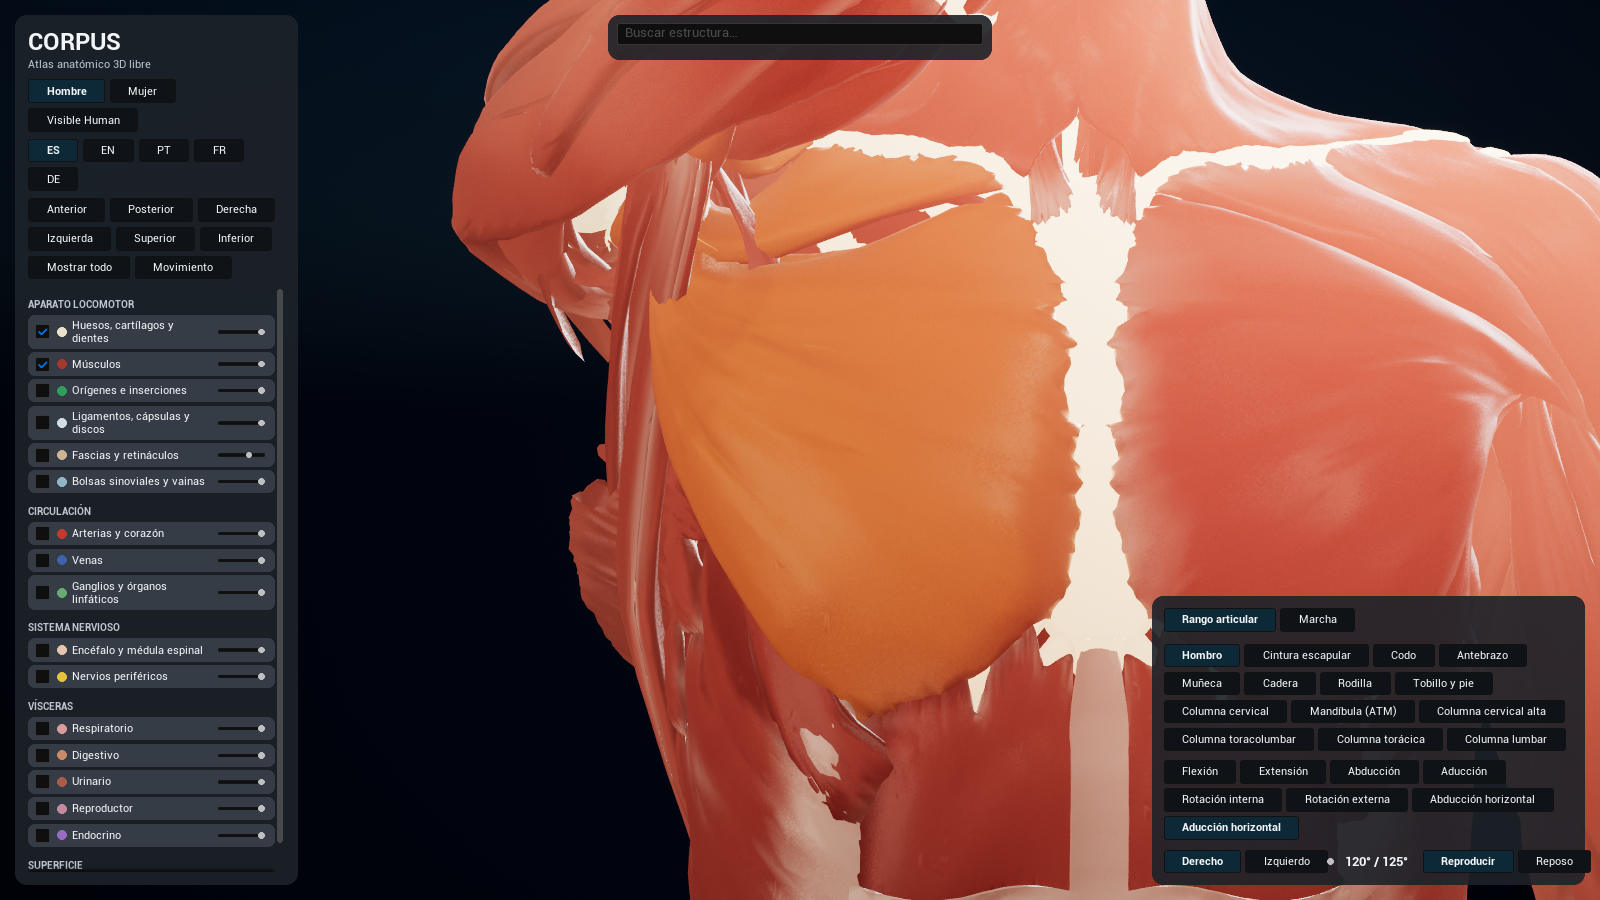 CORPUS
Atlas anatómico 3D libre
Hombre Mujer
Visible Human
ES EN PT FR
DE
Anterior Posterior Derecha
Izquierda Superior Inferior
Mostrar todo Movimiento
APARATO LOCOMOTOR
Huesos, cartílagos y
dientes
Músculos
Orígenes e inserciones
Ligamentos, cápsulas y
discos
Fascias y retináculos
Bolsas sinoviales y vainas
CIRCULACIÓN
Arterias y corazón
Venas
Ganglios y órganos
linfáticos
SISTEMA NERVIOSO
Encéfalo y médula espinal
Nervios periféricos
VÍSCERAS
Respiratorio
Digestivo
Urinario
Reproductor
Endocrino
SUPERFICIE
Buscar estructura...
Rango articular Marcha
Hombro Cintura escapular Codo Antebrazo
Muñeca Cadera Rodilla Tobillo y pie
Columna cervical Mandíbula (ATM) Columna cervical alta
Columna toracolumbar Columna torácica Columna lumbar
Flexión Extensión Abducción Aducción
Rotación interna Rotación externa Abducción horizontal
Aducción horizontal
Derecho Izquierdo 120° / 125° Reproducir Reposo